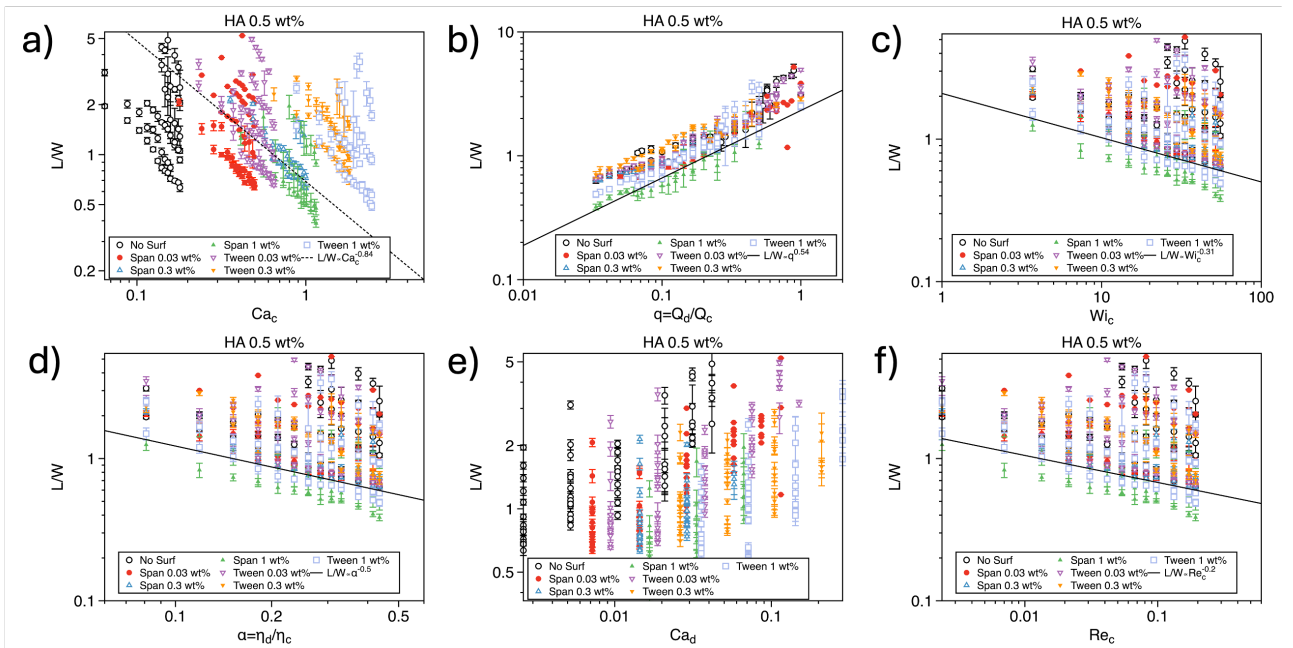 a)
HA 0.5 wt%
L/W
5
2
1
0.5
0.2
0.1
1
Ca_c
No Surf
Span 0.03 wt%
Span 0.3 wt%
Span 1 wt%
Tween 0.03 wt%
Tween 0.3 wt%
Tween 1 wt%
L/W~Ca_c^-0.84
b)
HA 0.5 wt%
L/W
10
1
0.1
0.01
0.1
1
q=Q_d/Q_c
No Surf
Span 0.03 wt%
Span 0.3 wt%
Span 1 wt%
Tween 0.03 wt%
Tween 0.3 wt%
Tween 1 wt%
L/W~q^0.54
c)
HA 0.5 wt%
L/W
1
0.1
1
10
100
Wi_c
No Surf
Span 0.03 wt%
Span 0.3 wt%
Span 1 wt%
Tween 0.03 wt%
Tween 0.3 wt%
Tween 1 wt%
L/W~Wi_c^-0.31
d)
HA 0.5 wt%
L/W
1
0.1
0.1
0.2
0.5
α=η_d/η_c
No Surf
Span 0.03 wt%
Span 0.3 wt%
Span 1 wt%
Tween 0.03 wt%
Tween 0.3 wt%
Tween 1 wt%
L/W~α^-0.5
e)
HA 0.5 wt%
L/W
5
2
1
0.5
0.01
0.1
Ca_d
No Surf
Span 0.03 wt%
Span 0.3 wt%
Span 1 wt%
Tween 0.03 wt%
Tween 0.3 wt%
Tween 1 wt%
f)
HA 0.5 wt%
L/W
1
0.1
0.01
0.1
Re_c
No Surf
Span 0.03 wt%
Span 0.3 wt%
Span 1 wt%
Tween 0.03 wt%
Tween 0.3 wt%
Tween 1 wt%
L/W~Re_c^-0.2